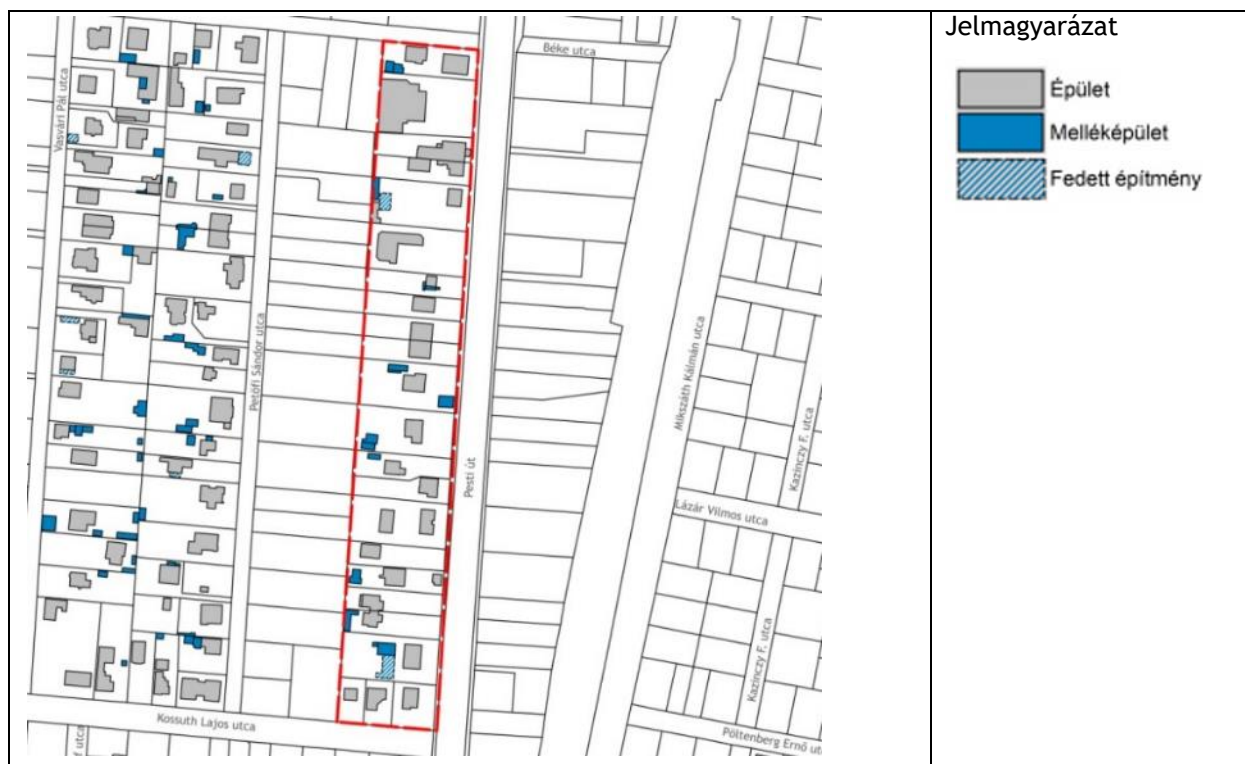 Jelmagyarázat
Épület
Melléképület
Fedett építmény
Béke utca
Vasvári Pál utca
Petőfi Sándor utca
Mikszáth Kálmán utca
Kazinczy F. utca
Pesti út
Lázár Vilmos utca
Kazinczy F. utca
Kossuth Lajos utca
Pöltenberg Ernő